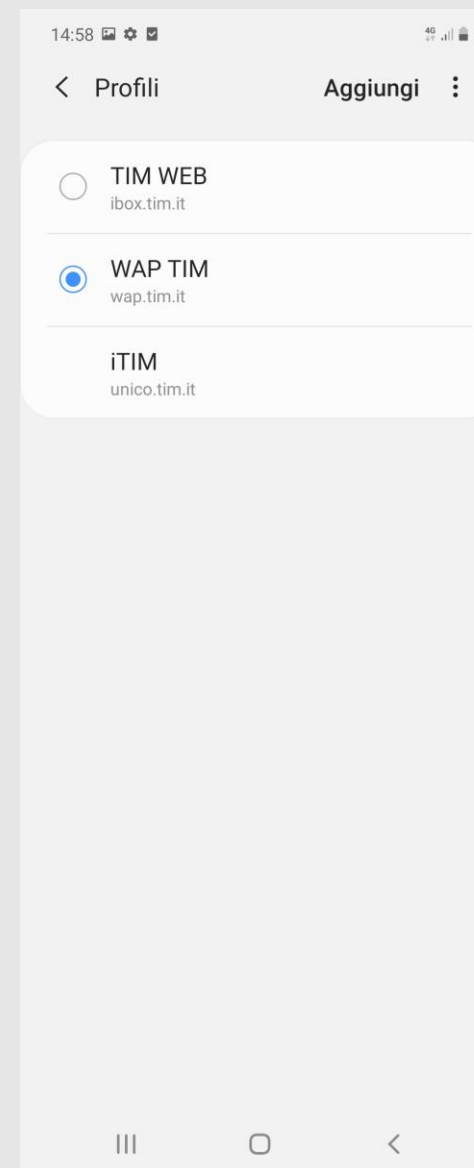 14:58
4G
Profili
Aggiungi
TIM WEB
ibox.tim.it
WAP TIM
wap.tim.it
iTIM
unico.tim.it